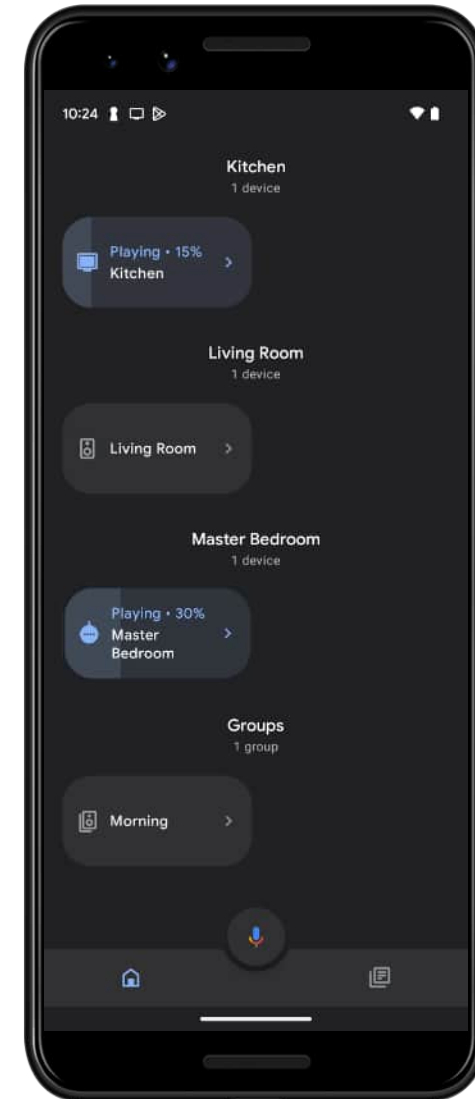 10:24
Kitchen
1 device
Playing • 15%
Kitchen
Living Room
1 device
Living Room
Master Bedroom
1 device
Playing • 30%
Master
Bedroom
Groups
1 group
Morning